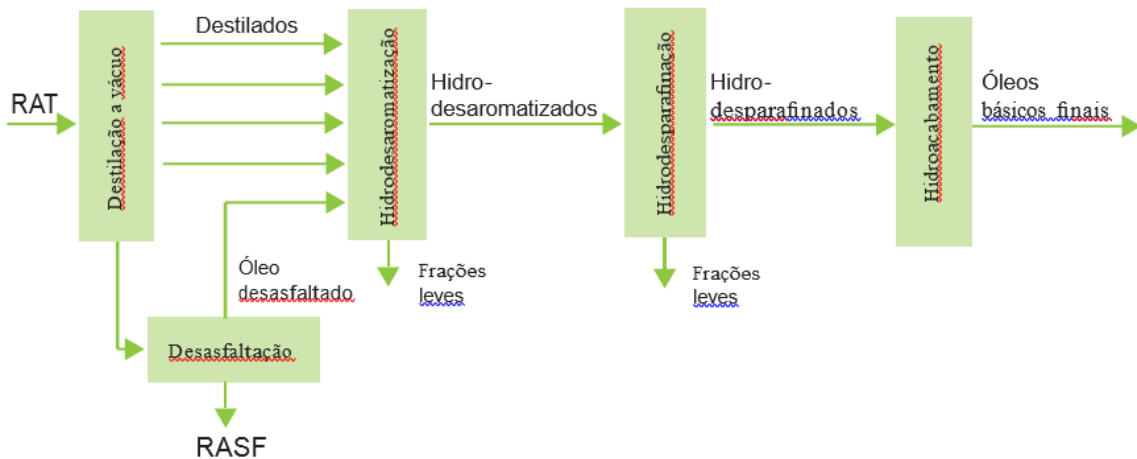 RAT
Destilação a vácuo
Destilados
Hidrodesaromatização
Hidro-
desaromatizados
Hidrodesparafinação
Hidro-
desparafinados
Hidroacabamento
Óleos
básicos finais
Óleo
desasfaltado
Frações
leves
Frações
leves
Desasfaltação
RASF